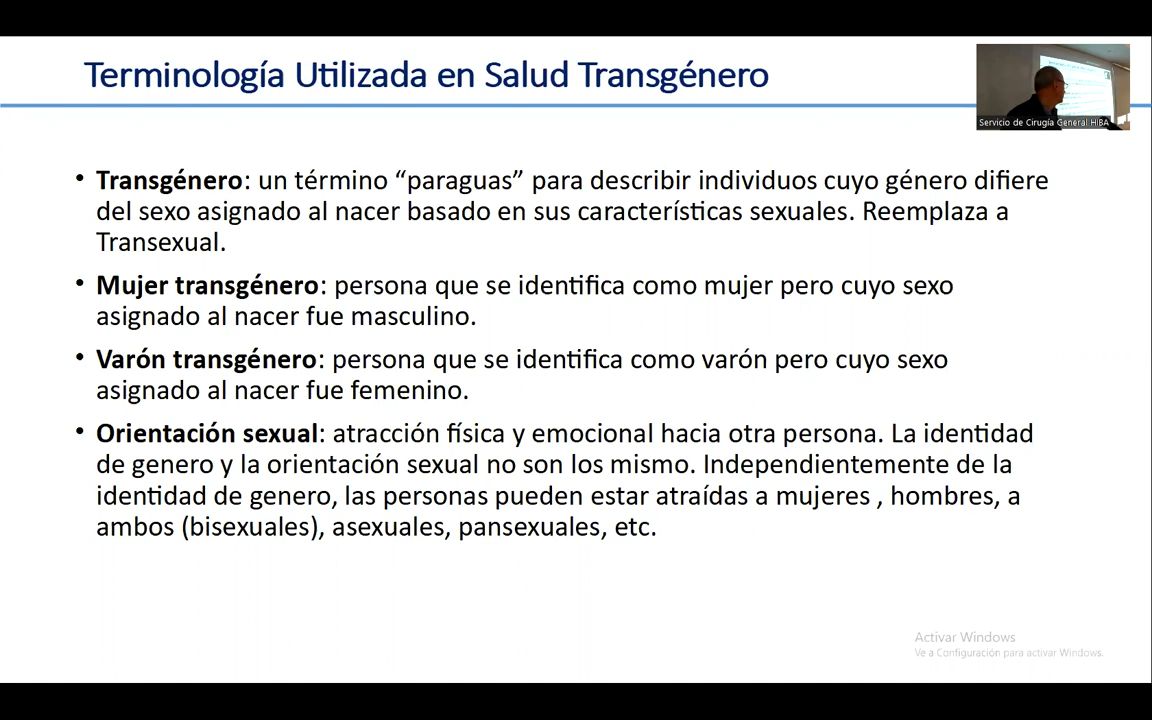 Terminología Utilizada en Salud Transgénero
Servicio de Cirugía General HIBA
• Transgénero: un término “paraguas” para describir individuos cuyo género difiere
del sexo asignado al nacer basado en sus características sexuales. Reemplaza a
Transexual.
• Mujer transgénero: persona que se identifica como mujer pero cuyo sexo
asignado al nacer fue masculino.
• Varón transgénero: persona que se identifica como varón pero cuyo sexo
asignado al nacer fue femenino.
• Orientación sexual: atracción física y emocional hacia otra persona. La identidad
de genero y la orientación sexual no son los mismo. Independientemente de la
identidad de genero, las personas pueden estar atraídas a mujeres , hombres, a
ambos (bisexuales), asexuales, pansexuales, etc.
Activar Windows
Ve a Configuración para activar Windows.